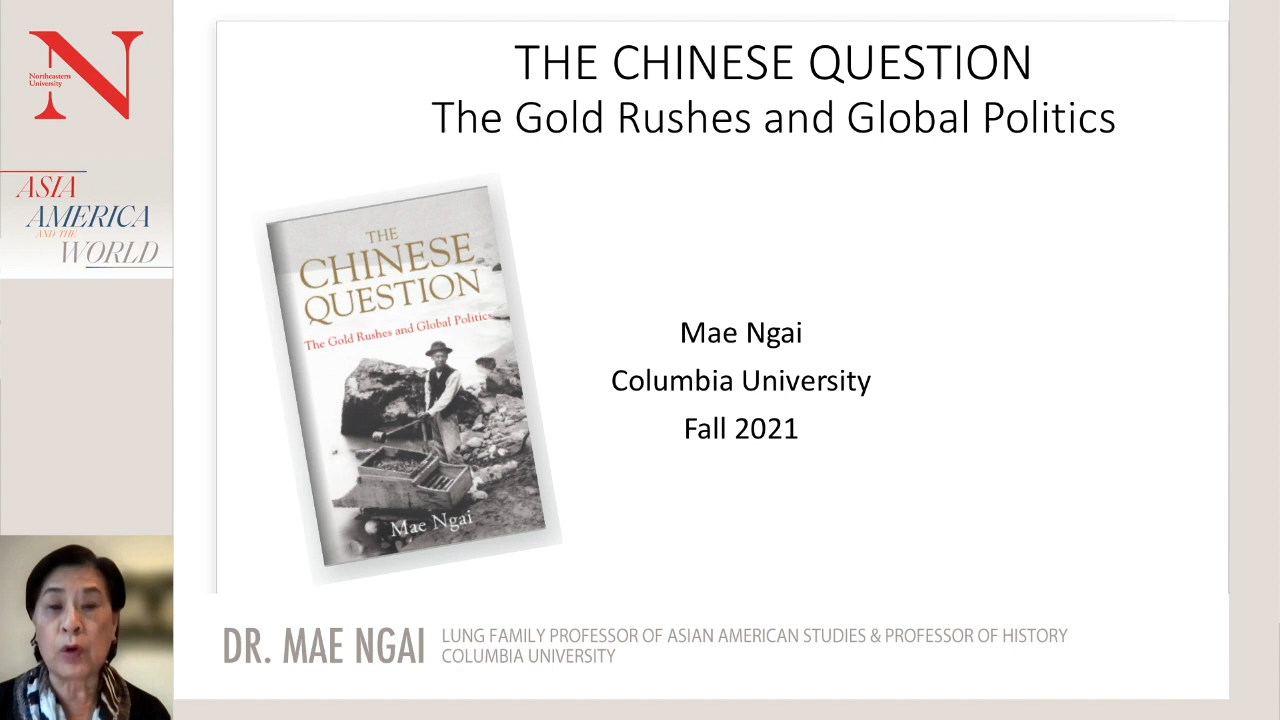 Northeastern
University
ASIA
AMERICA
AND THE
WORLD
THE CHINESE QUESTION
The Gold Rushes and Global Politics
THE
CHINESE
QUESTION
The Gold Rushes and Global Politics
Mae Ngai
Mae Ngai
Columbia University
Fall 2021
DR. MAE NGAI
LUNG FAMILY PROFESSOR OF ASIAN AMERICAN STUDIES & PROFESSOR OF HISTORY
COLUMBIA UNIVERSITY